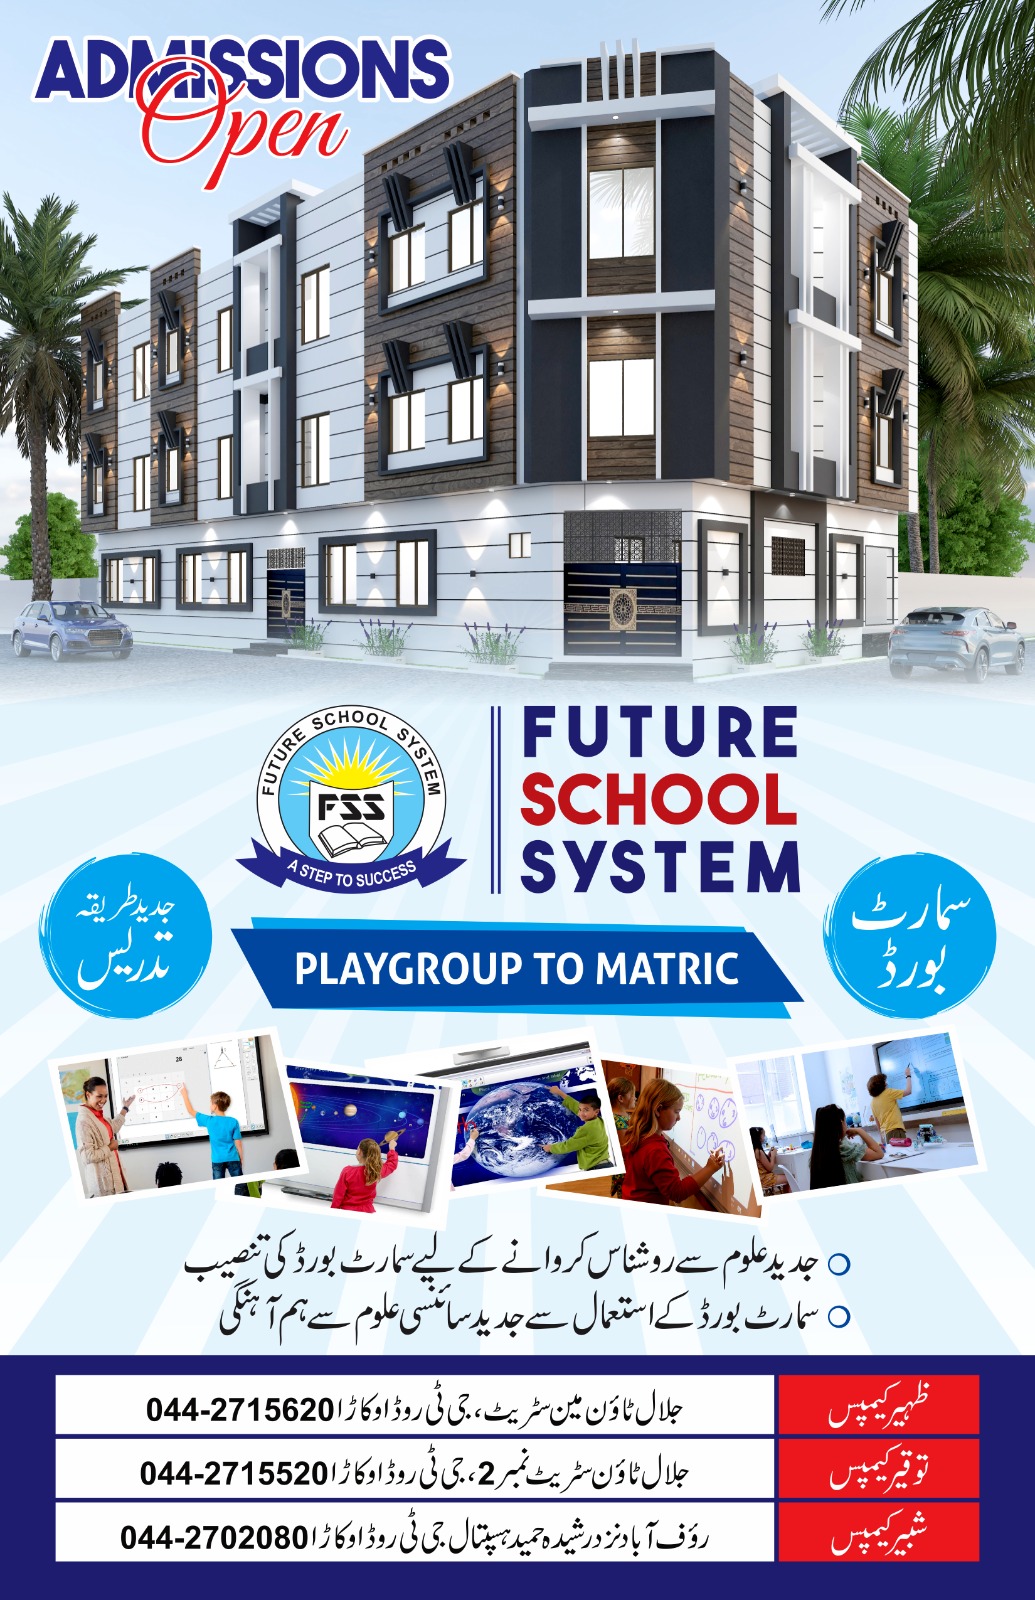 ADMISSIONS
Open
FUTURE SCHOOL SYSTEM
FSS
A STEP TO SUCCESS
FUTURE
SCHOOL
SYSTEM
جدید طریقہ
تدریس
سمارٹ
بورڈ
PLAYGROUP TO MATRIC
جدید علوم سے روشناس کروانے کے لیے سمارٹ بورڈ کی تنصیب
سمارٹ بورڈ کے استعمال سے جدید سائنسی علوم سے ہم آہنگی
ظہیر کیمپس جلال ٹاؤن مین سٹریٹ، جی ٹی روڈ اوکاڑا 044-2715620
توقیر کیمپس جلال ٹاؤن سٹریٹ نمبر 2، جی ٹی روڈ اوکاڑا 044-2715520
شبیر کیمپس رؤف آباد نزد رشیدہ حمید ہسپتال جی ٹی روڈ اوکاڑا 044-2702080